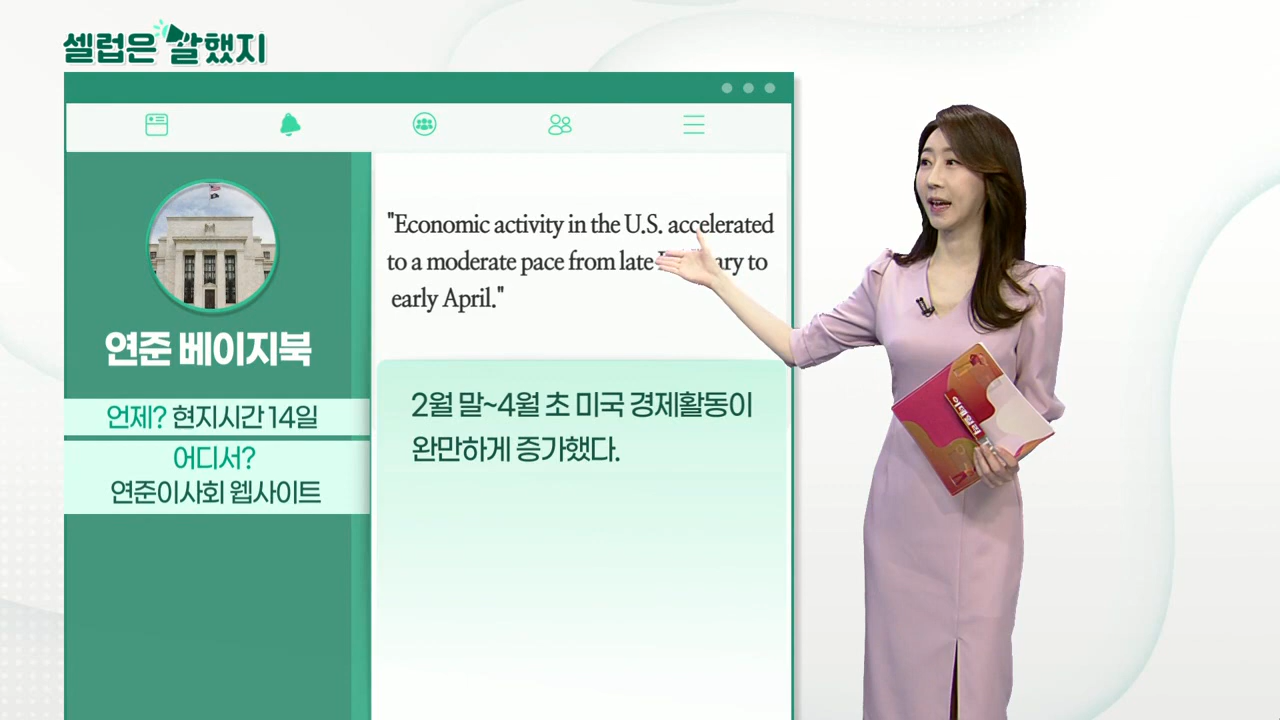 셀럽은 말했지
"Economic activity in the U.S. accelerated
to a moderate pace from late ary to
early April."
연준 베이지북
언제? 현지시간 14일
어디서?
연준이사회 웹사이트
2월 말~4월 초 미국 경제활동이
완만하게 증가했다.